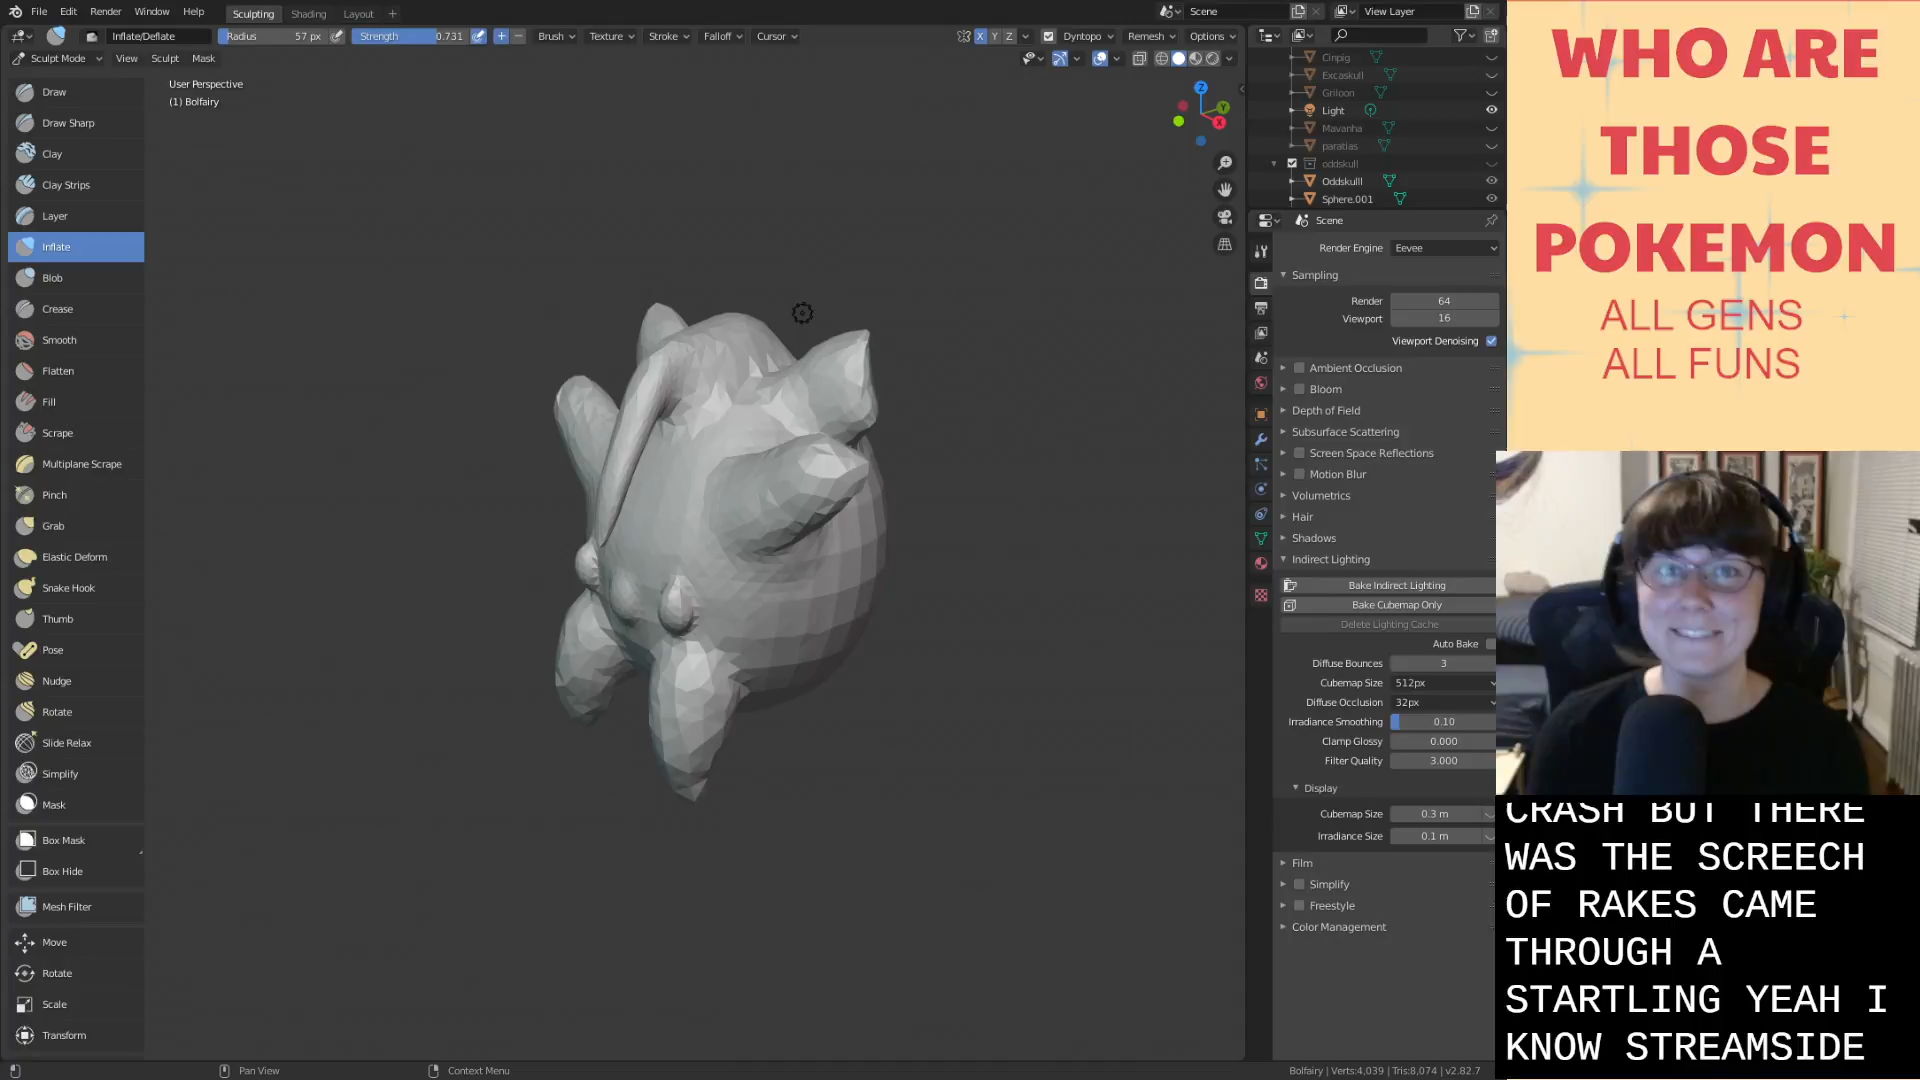 File Edit Render Window Help Sculpting Shading Layout + Scene View Layer
Inflate/Deflate Radius 57 px Strength 0.731 + − Brush Texture Stroke Falloff Cursor X Y Z Dyntopo Remesh Options
Sculpt Mode View Sculpt Mask
User Perspective
(1) Bolfairy
Draw
Draw Sharp
Clay
Clay Strips
Layer
Inflate
Blob
Crease
Smooth
Flatten
Fill
Scrape
Multiplane Scrape
Pinch
Grab
Elastic Deform
Snake Hook
Thumb
Pose
Nudge
Rotate
Slide Relax
Simplify
Mask
Box Mask
Box Hide
Mesh Filter
Move
Rotate
Scale
Transform
Z
Y
X
Cinpig
Excaskull
Griloon
Light
Mavanha
paratias
oddskull
Oddskulll
Sphere.001
Scene
Render Engine Eevee
Sampling
Render 64
Viewport 16
Viewport Denoising
Ambient Occlusion
Bloom
Depth of Field
Subsurface Scattering
Screen Space Reflections
Motion Blur
Volumetrics
Hair
Shadows
Indirect Lighting
Bake Indirect Lighting
Bake Cubemap Only
Delete Lighting Cache
Auto Bake
Diffuse Bounces 3
Cubemap Size 512px
Diffuse Occlusion 32px
Irradiance Smoothing 0.10
Clamp Glossy 0.000
Filter Quality 3.000
Display
Cubemap Size 0.3 m
Irradiance Size 0.1 m
Film
Simplify
Freestyle
Color Management
Pan View
Context Menu
Bolfairy | Verts:4,039 | Tris:8,074 | v2.82.7
WHO ARE
THOSE
POKEMON
ALL GENS
ALL FUNS
CRASH BUT THERE
WAS THE SCREECH
OF RAKES CAME
THROUGH A
STARTLING YEAH I
KNOW STREAMSIDE